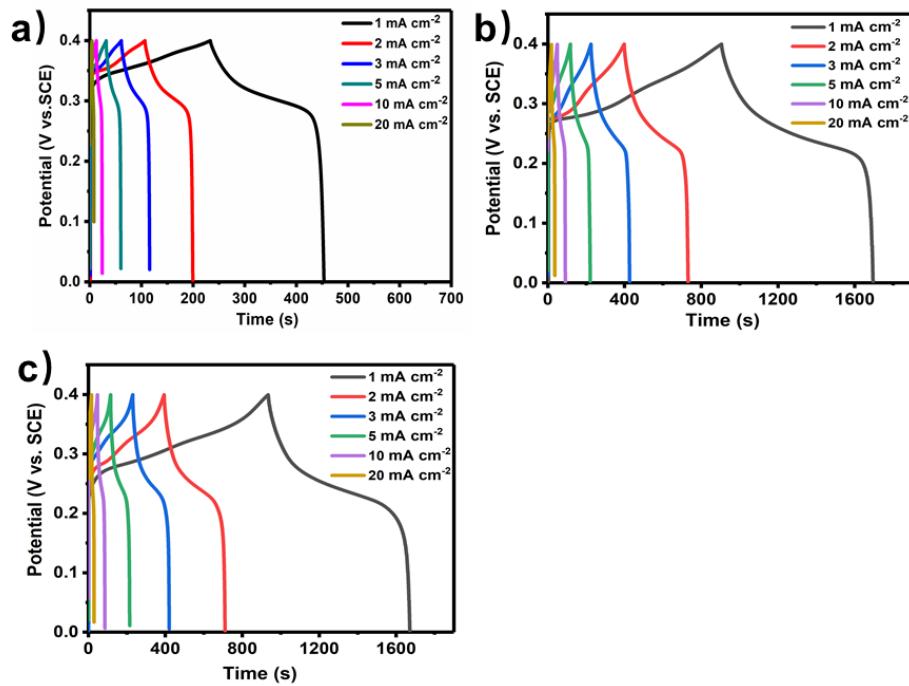 a)
1 mA cm-2
2 mA cm-2
3 mA cm-2
5 mA cm-2
10 mA cm-2
20 mA cm-2
0.4
0.3
0.2
0.1
0.0
Potential (V vs.SCE)
0 100 200 300 400 500 600 700
Time (s)
b)
1 mA cm-2
2 mA cm-2
3 mA cm-2
5 mA cm-2
10 mA cm-2
20 mA cm-2
0.4
0.3
0.2
0.1
0.0
Potential (V vs.SCE)
0 400 800 1200 1600
Time (s)
c)
1 mA cm-2
2 mA cm-2
3 mA cm-2
5 mA cm-2
10 mA cm-2
20 mA cm-2
0.4
0.3
0.2
0.1
0.0
Potential (V vs. SCE)
0 400 800 1200 1600
Time (s)